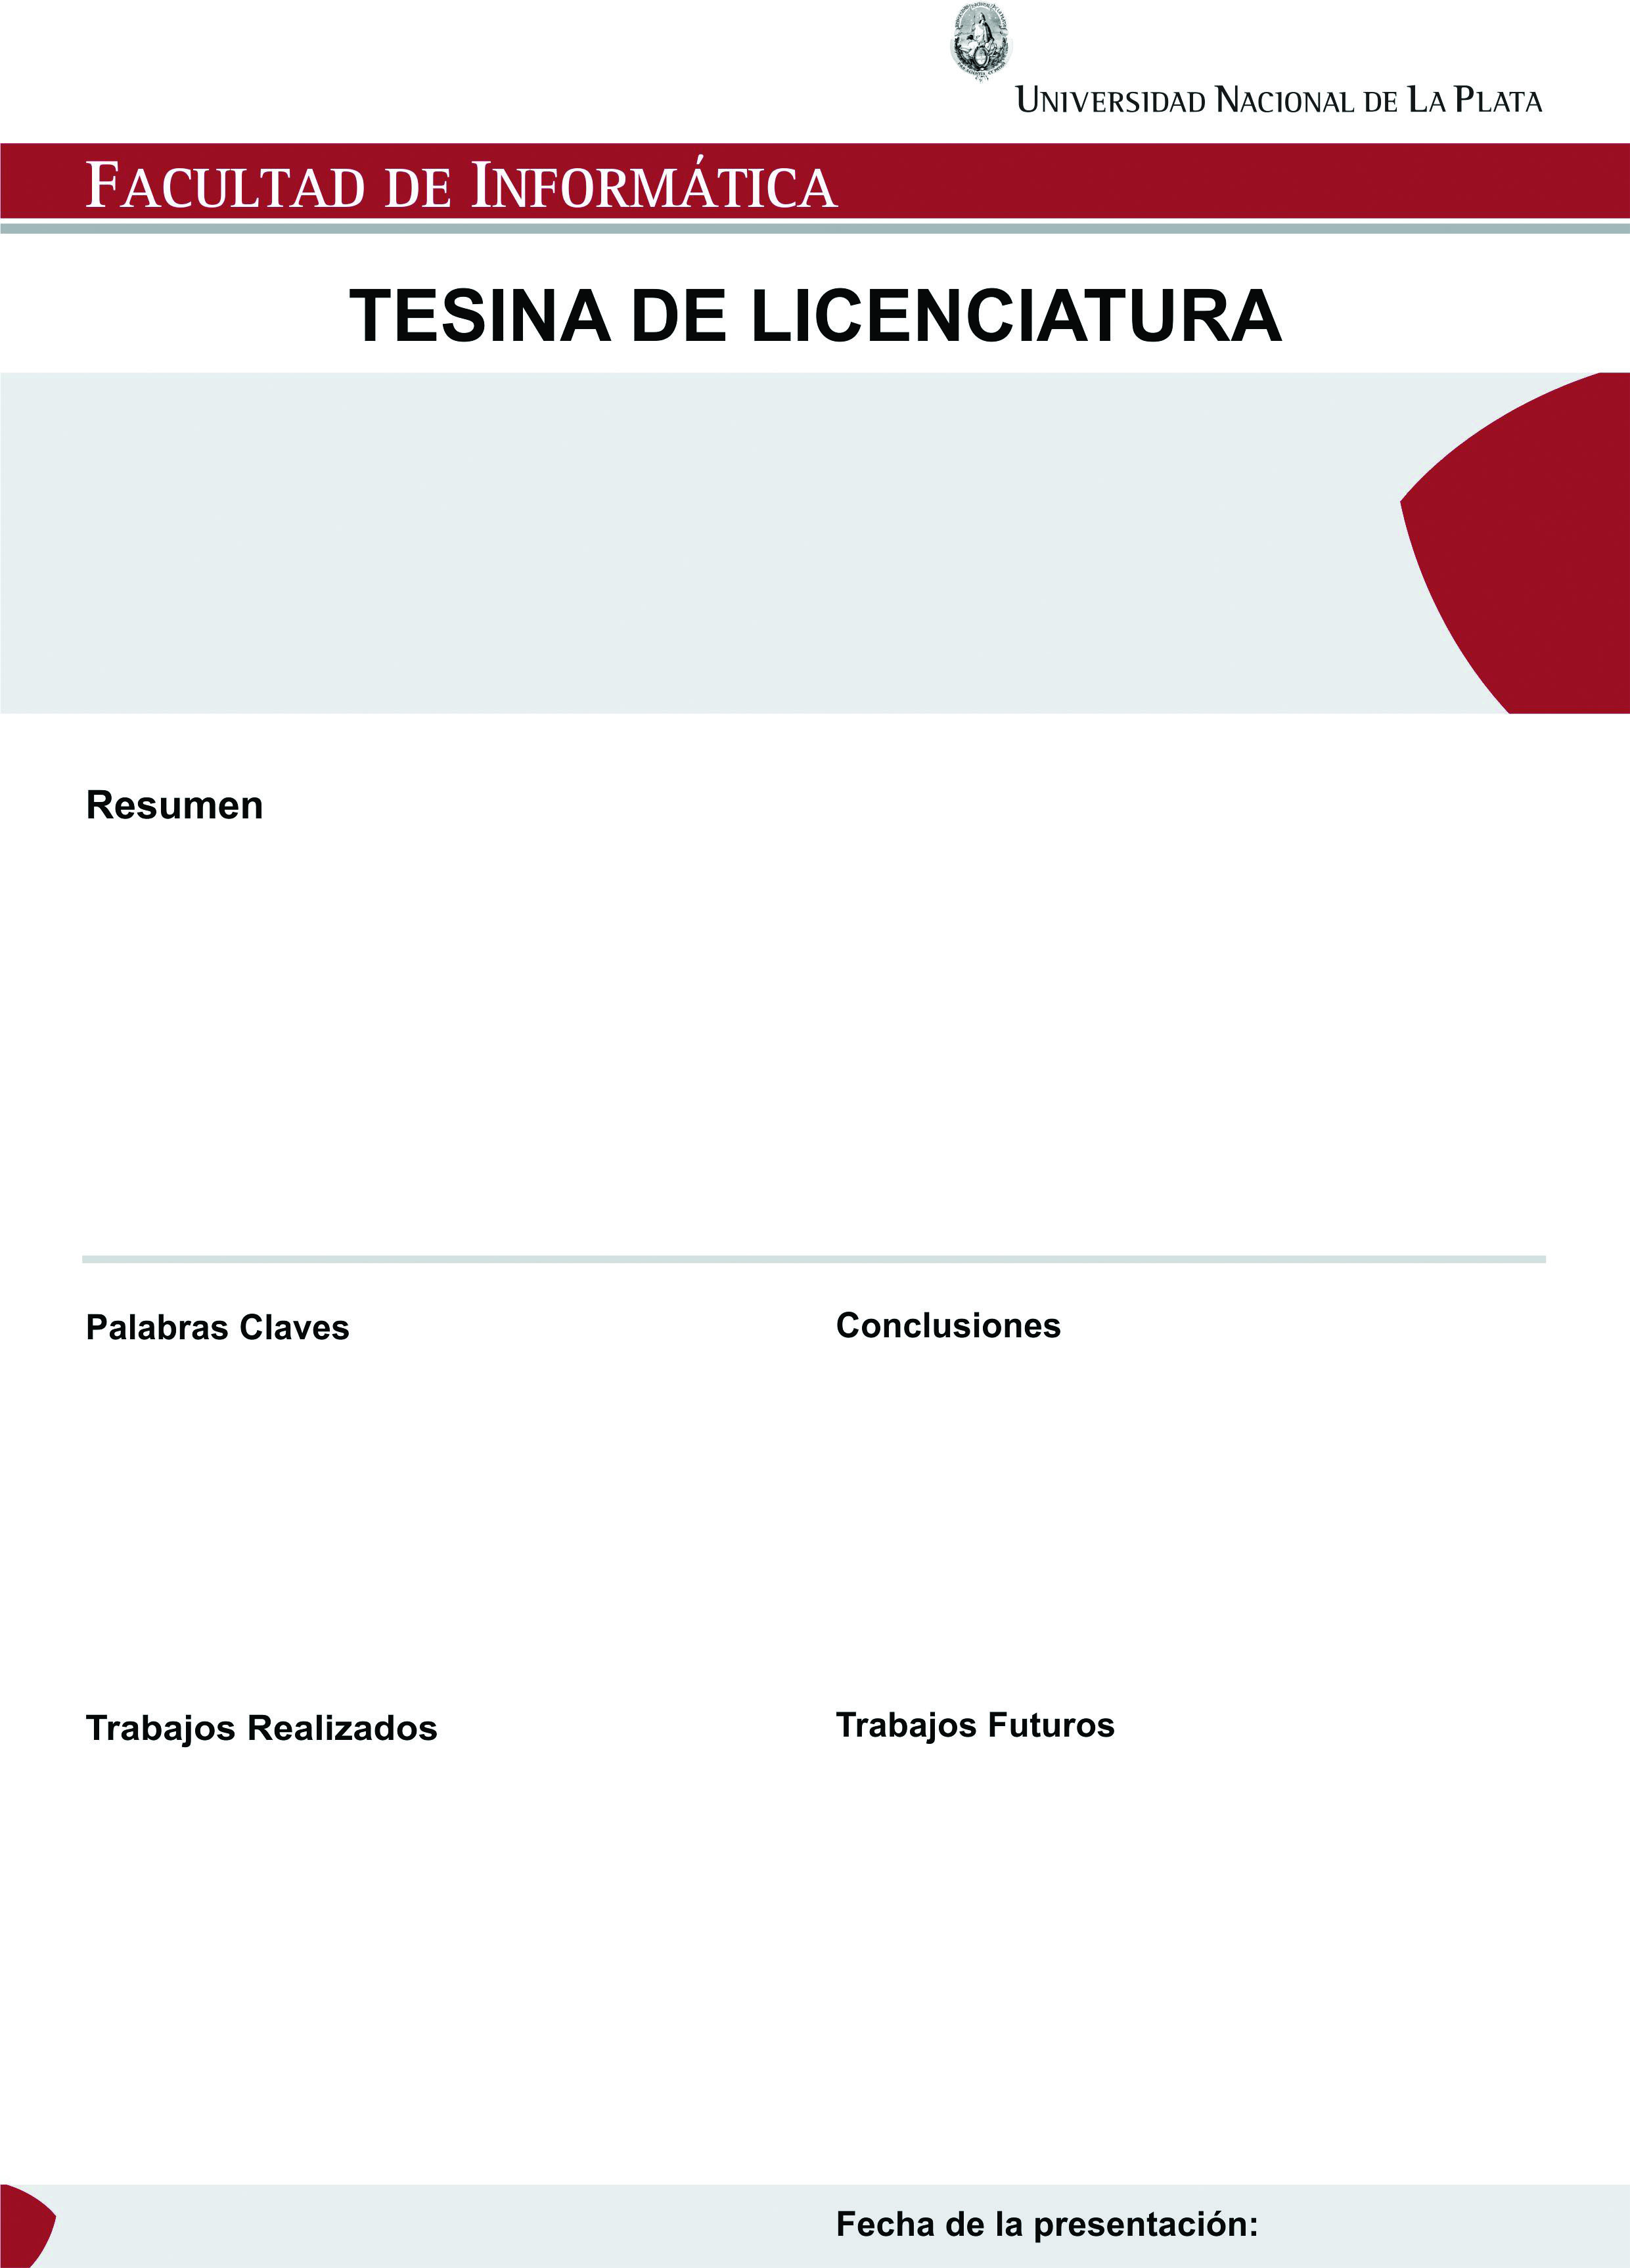 UNIVERSIDAD NACIONAL DE LA PLATA
FACULTAD DE INFORMÁTICA
TESINA DE LICENCIATURA
Resumen
Palabras Claves
Conclusiones
Trabajos Realizados
Trabajos Futuros
Fecha de la presentación: